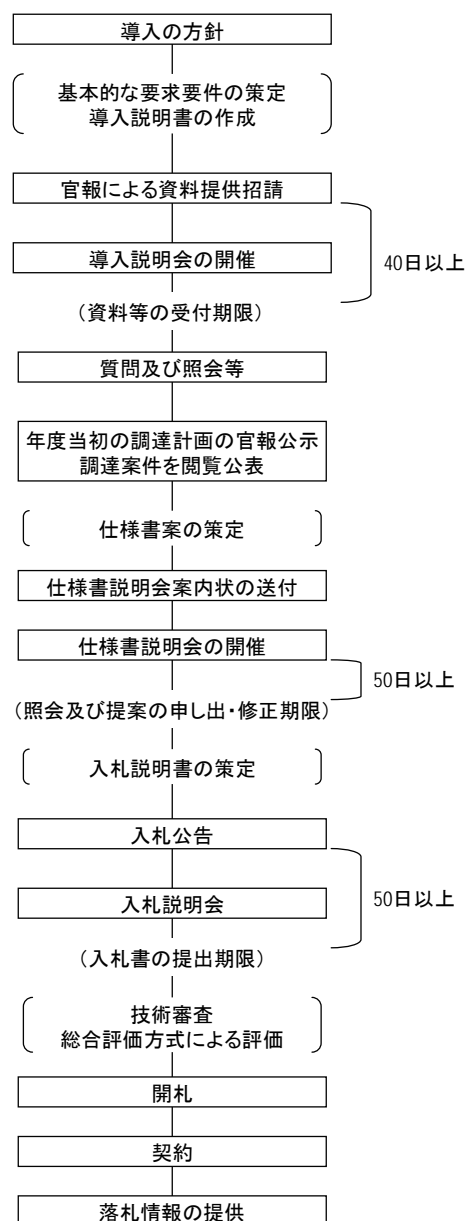 導入の方針
基本的な要求要件の策定
導入説明書の作成
官報による資料提供招請
導入説明会の開催
40日以上
(資料等の受付期限)
質問及び照会等
年度当初の調達計画の官報公示
調達案件を閲覧公表
仕様書案の策定
仕様書説明会案内状の送付
仕様書説明会の開催
50日以上
(照会及び提案の申し出・修正期限)
入札説明書の策定
入札公告
入札説明会
50日以上
(入札書の提出期限)
技術審査
総合評価方式による評価
開札
契約
落札情報の提供